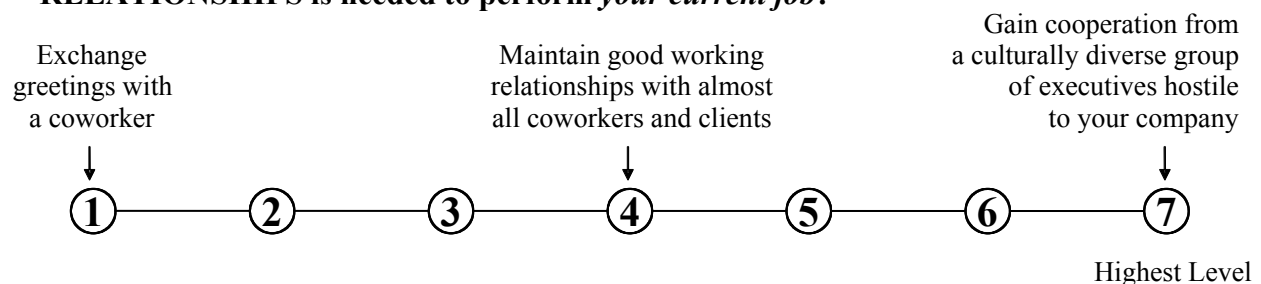 RELATIONSHIPS is needed to perform your current job?
Exchange
greetings with
a coworker
Maintain good working
relationships with almost
all coworkers and clients
Gain cooperation from
a culturally diverse group
of executives hostile
to your company
1 2 3 4 5 6 7
Highest Level